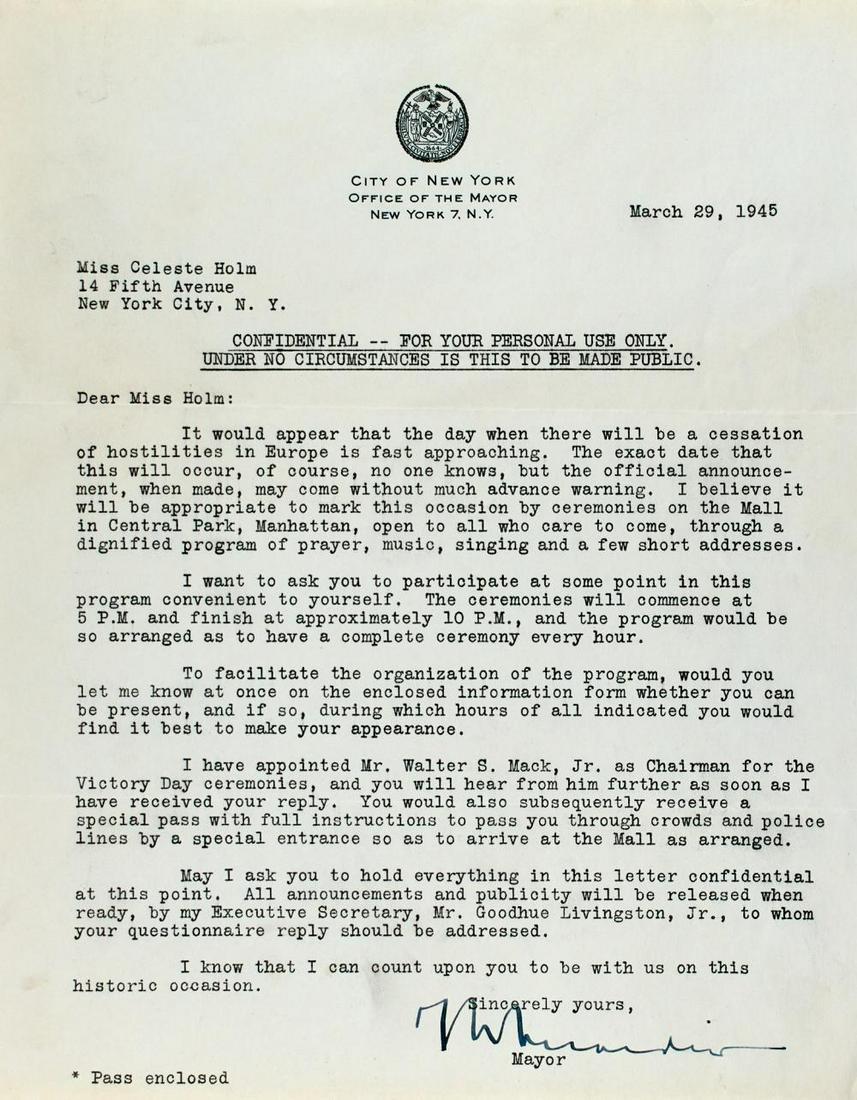 CITY OF NEW YORK
OFFICE OF THE MAYOR
NEW YORK 7, N.Y.
March 29, 1945
Miss Celeste Holm
14 Fifth Avenue
New York City, N. Y.
CONFIDENTIAL -- FOR YOUR PERSONAL USE ONLY.
UNDER NO CIRCUMSTANCES IS THIS TO BE MADE PUBLIC.
Dear Miss Holm:
It would appear that the day when there will be a cessation
of hostilities in Europe is fast approaching. The exact date that
this will occur, of course, no one knows, but the official announce-
ment, when made, may come without much advance warning. I believe it
will be appropriate to mark this occasion by ceremonies on the Mall
in Central Park, Manhattan, open to all who care to come, through a
dignified program of prayer, music, singing and a few short addresses.
I want to ask you to participate at some point in this
program convenient to yourself. The ceremonies will commence at
5 P.M. and finish at approximately 10 P.M., and the program would be
so arranged as to have a complete ceremony every hour.
To facilitate the organization of the program, would you
let me know at once on the enclosed information form whether you can
be present, and if so, during which hours of all indicated you would
find it best to make your appearance.
I have appointed Mr. Walter S. Mack, Jr. as Chairman for the
Victory Day ceremonies, and you will hear from him further as soon as I
have received your reply. You would also subsequently receive a
special pass with full instructions to pass you through crowds and police
lines by a special entrance so as to arrive at the Mall as arranged.
May I ask you to hold everything in this letter confidential
at this point. All announcements and publicity will be released when
ready, by my Executive Secretary, Mr. Goodhue Livingston, Jr., to whom
your questionnaire reply should be addressed.
I know that I can count upon you to be with us on this
historic occasion.
Sincerely yours,
Mayor
* Pass enclosed